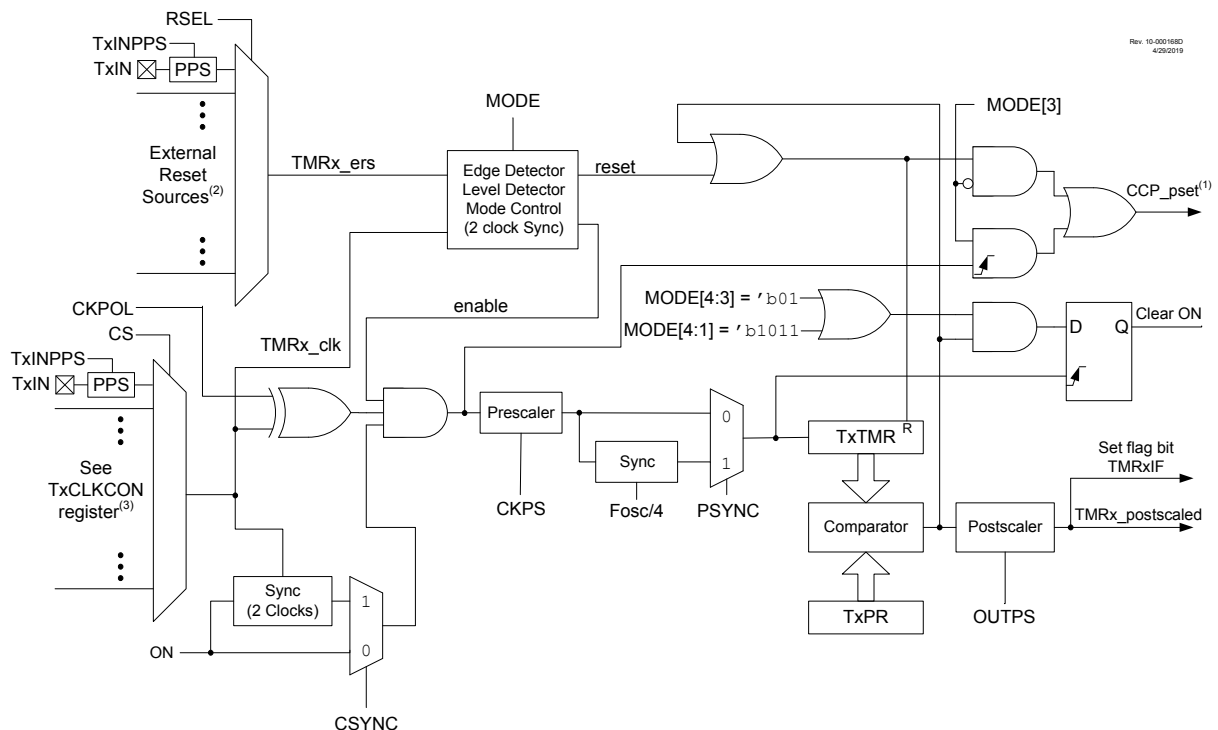 RSEL
TxINPPS
TxIN
PPS
Rev. 10-000168D
4/29/2019
MODE
MODE[3]
External
Reset
Sources(2)
TMRx_ers
Edge Detector
Level Detector
Mode Control
(2 clock Sync)
reset
CCP_pset(1)
enable
MODE[4:3] = 'b01
MODE[4:1] = 'b1011
D
Q
Clear ON
CKPOL
CS
TMRx_clk
TxINPPS
TxIN
PPS
Prescaler
0
1
Sync
CKPS
Fosc/4
PSYNC
TxTMR
R
See
TxCLKCON
register(3)
Set flag bit
TMRxIF
Comparator
Postscaler
TMRx_postscaled
Sync
(2 Clocks)
1
0
TxPR
OUTPS
ON
CSYNC